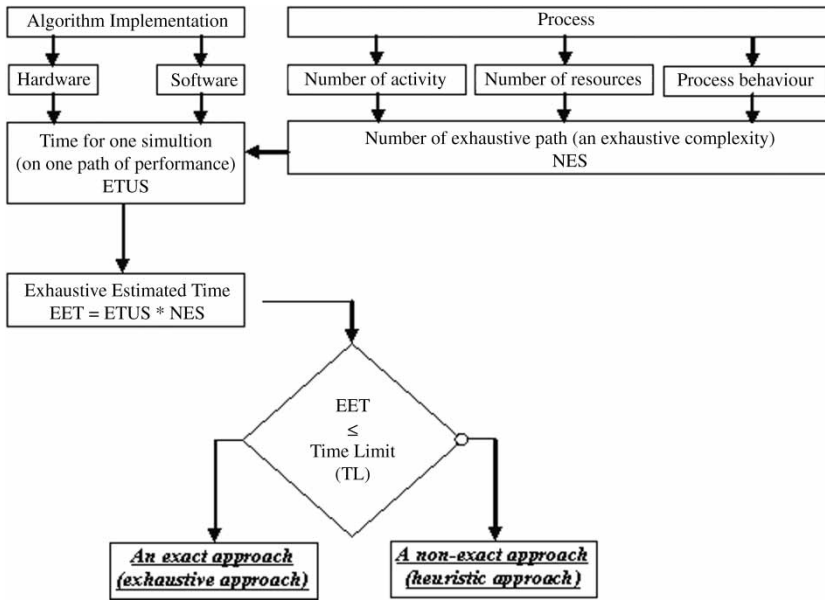 Algorithm Implementation
Process
Hardware
Software
Number of activity
Number of resources
Process behaviour
Time for one simultion
(on one path of performance)
ETUS
Number of exhaustive path (an exhaustive complexity)
NES
Exhaustive Estimated Time
EET = ETUS * NES
EET
≤
Time Limit
(TL)
An exact approach
(exhaustive approach)
A non-exact approach
(heuristic approach)